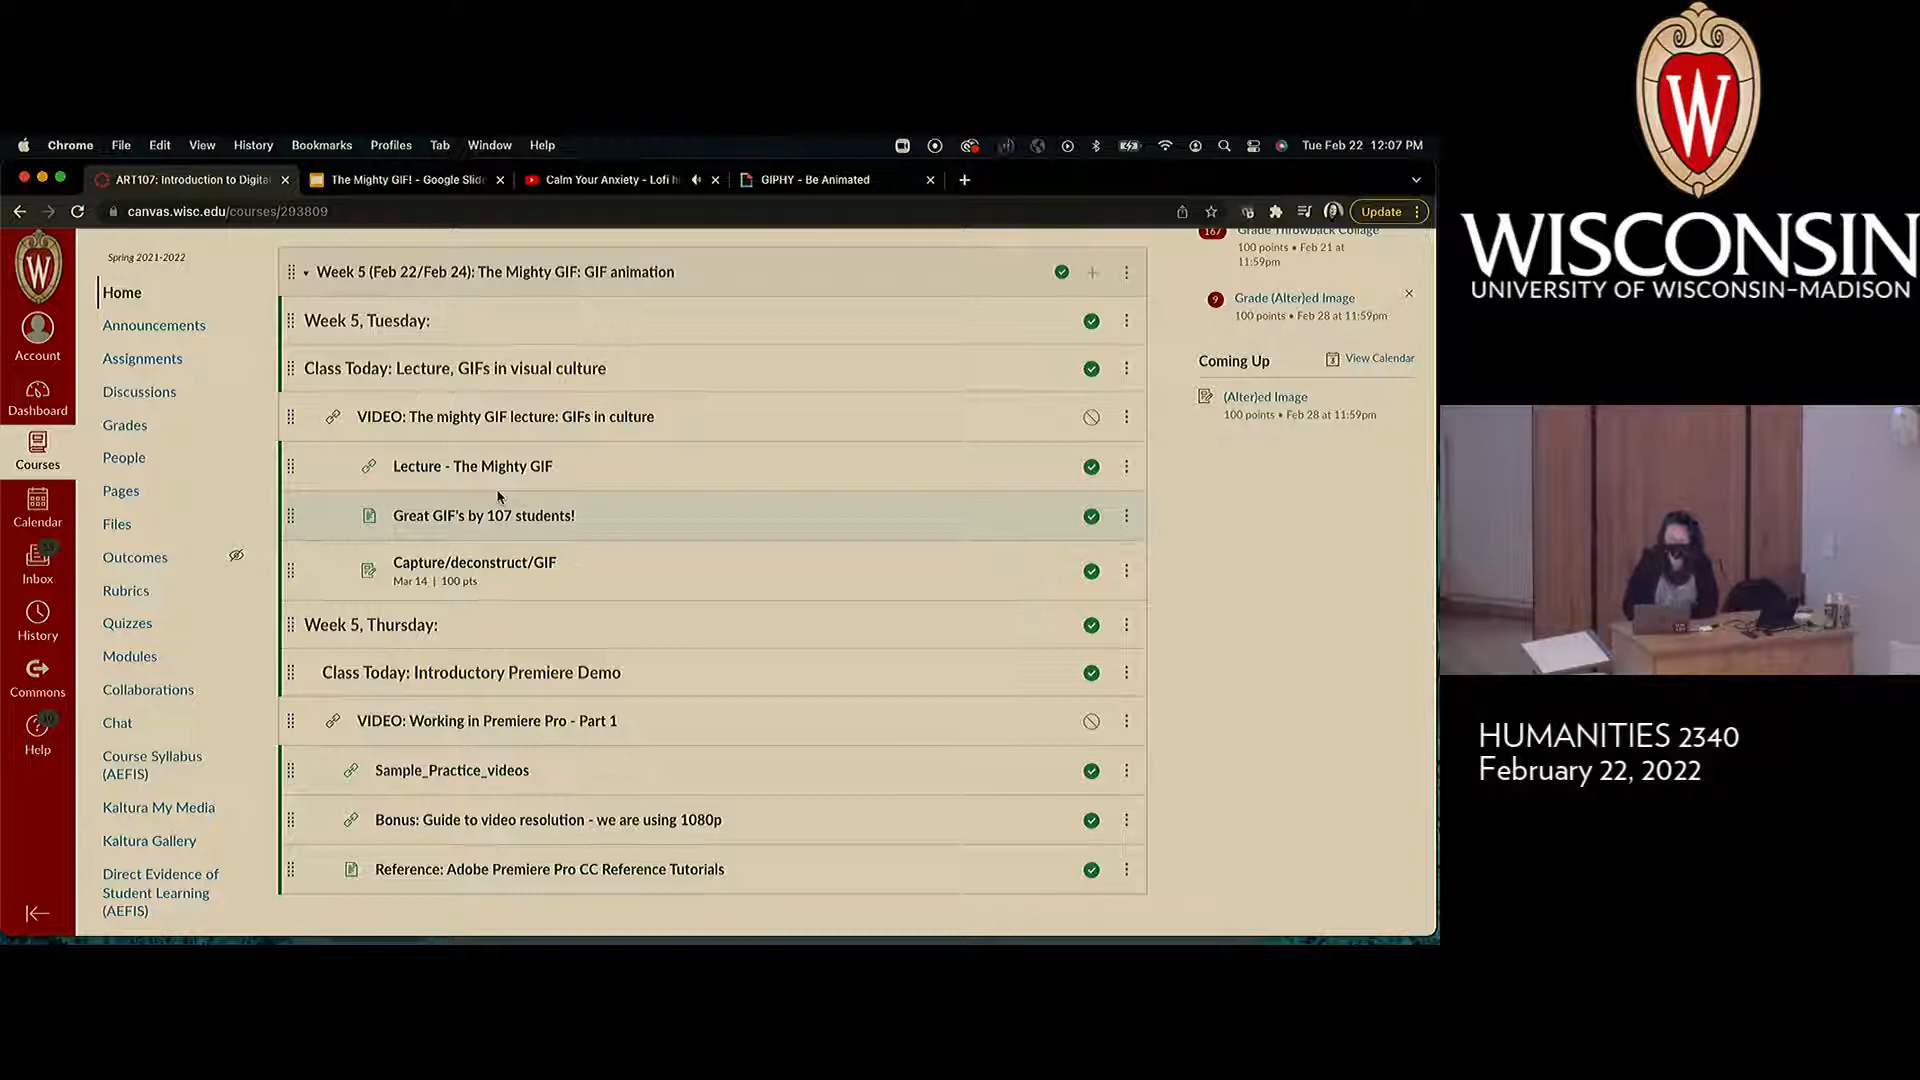 Chrome File Edit View History Bookmarks Profiles Tab Window Help Tue Feb 22 12:07 PM
ART107: Introduction to Digita
The Mighty GIF! - Google Slide
Calm Your Anxiety - Lofi h
GIPHY - Be Animated
canvas.wisc.edu/courses/293809
Update
W
Account
Dashboard
Courses
Calendar
Inbox
History
Commons
Help
Spring 2021-2022
Home
Announcements
Assignments
Discussions
Grades
People
Pages
Files
Outcomes
Rubrics
Quizzes
Modules
Collaborations
Chat
Course Syllabus
(AEFIS)
Kaltura My Media
Kaltura Gallery
Direct Evidence of
Student Learning
(AEFIS)
Week 5 (Feb 22/Feb 24): The Mighty GIF: GIF animation
Week 5, Tuesday:
Class Today: Lecture, GIFs in visual culture
VIDEO: The mighty GIF lecture: GIFs in culture
Lecture - The Mighty GIF
Great GIF's by 107 students!
Capture/deconstruct/GIF
Mar 14 | 100 pts
Week 5, Thursday:
Class Today: Introductory Premiere Demo
VIDEO: Working in Premiere Pro - Part 1
Sample_Practice_videos
Bonus: Guide to video resolution - we are using 1080p
Reference: Adobe Premiere Pro CC Reference Tutorials
167 Grade Throwback Collage
100 points • Feb 21 at
11:59pm
9 Grade (Alter)ed Image
100 points • Feb 28 at 11:59pm
Coming Up View Calendar
(Alter)ed Image
100 points • Feb 28 at 11:59pm
W
WISCONSIN
UNIVERSITY OF WISCONSIN–MADISON
HUMANITIES 2340
February 22, 2022